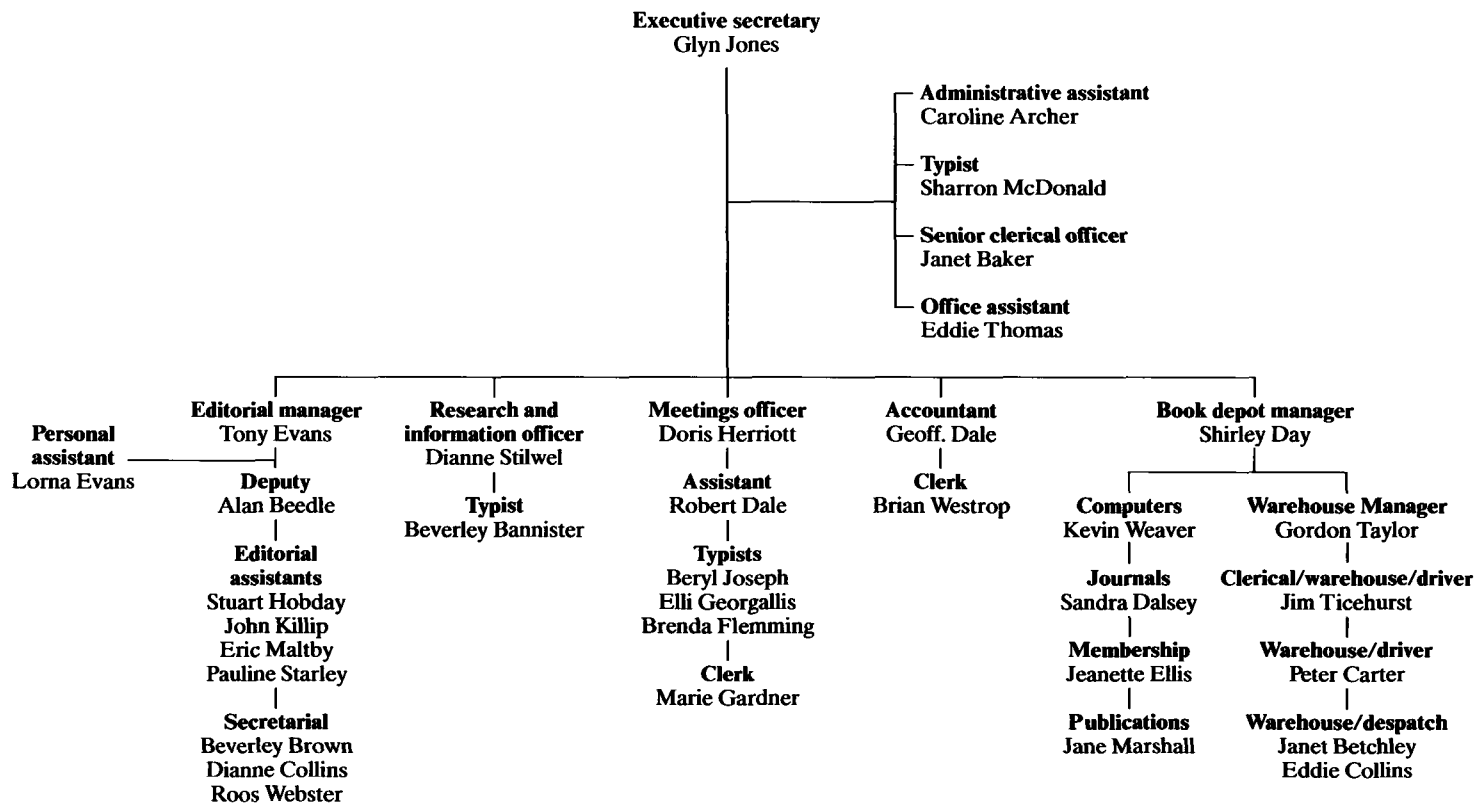 Executive secretary
Glyn Jones
Administrative assistant
Caroline Archer
Typist
Sharron McDonald
Senior clerical officer
Janet Baker
Office assistant
Eddie Thomas
Personal
assistant
Lorna Evans
Editorial manager
Tony Evans
Deputy
Alan Beedle
Editorial
assistants
Stuart Hobday
John Killip
Eric Maltby
Pauline Starley
Secretarial
Beverley Brown
Dianne Collins
Roos Webster
Research and
information officer
Dianne Stilwel
Typist
Beverley Bannister
Meetings officer
Doris Herriott
Assistant
Robert Dale
Typists
Beryl Joseph
Elli Georgallis
Brenda Flemming
Clerk
Marie Gardner
Accountant
Geoff. Dale
Clerk
Brian Westrop
Book depot manager
Shirley Day
Computers
Kevin Weaver
Journals
Sandra Dalsey
Membership
Jeanette Ellis
Publications
Jane Marshall
Warehouse Manager
Gordon Taylor
Clerical/warehouse/driver
Jim Ticehurst
Warehouse/driver
Peter Carter
Warehouse/despatch
Janet Betchley
Eddie Collins